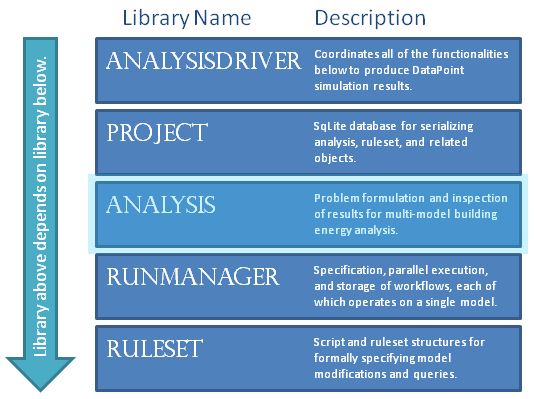 Library Name
Description
Library above depends on library below.
ANALYSISDRIVER
Coordinates all of the functionalities
below to produce DataPoint
simulation results.
PROJECT
SqLite database for serializing
analysis, ruleset, and related
objects.
ANALYSIS
Problem formulation and inspection
of results for multi-model building
energy analysis.
RUNMANAGER
Specification, parallel execution,
and storage of workflows, each of
which operates on a single model.
RULESET
Script and ruleset structures for
formally specifying model
modifications and queries.